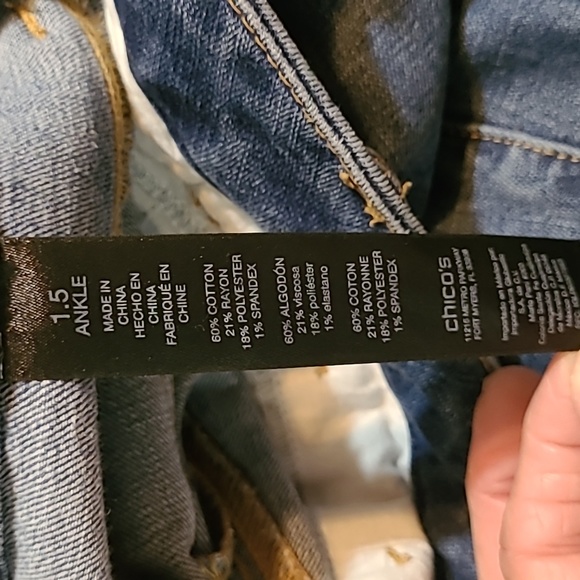 1.5
ANKLE
MADE IN
CHINA
HECHO EN
CHINA
FABRIQUÉ EN
CHINE
60% COTTON
21% RAYON
18% POLYESTER
1% SPANDEX
60% ALGODÓN
21% viscosa
18% poliéster
1% elastano
60% COTON
21% RAYONNE
18% POLYESTER
1% SPANDEX
chico's
11215 METRO PARKWAY
FORT MYERS, FL